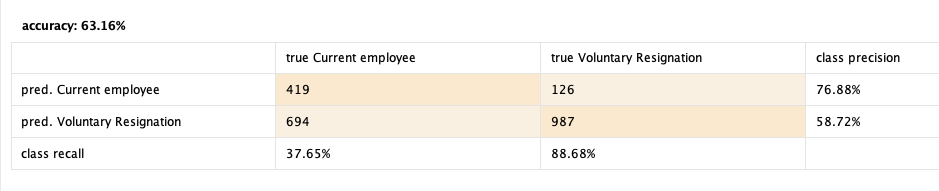 accuracy: 63.16%
true Current employee true Voluntary Resignation class precision
pred. Current employee 419 126 76.88%
pred. Voluntary Resignation 694 987 58.72%
class recall 37.65% 88.68%